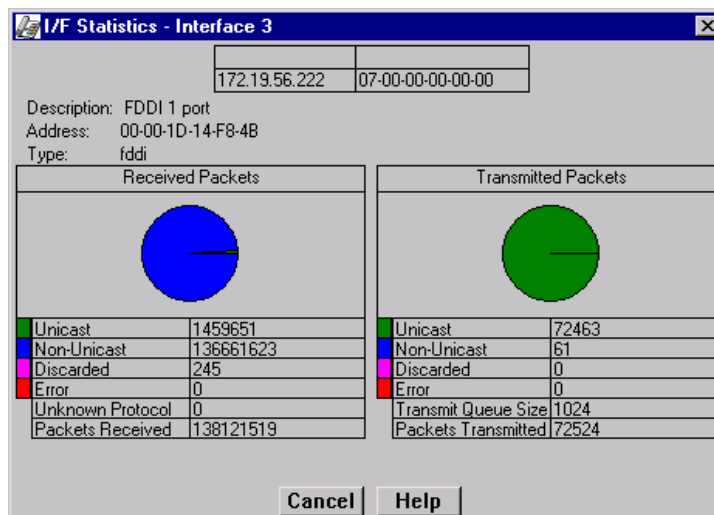 I/F Statistics - Interface 3
172.19.56.222 07-00-00-00-00-00
Description: FDDI 1 port
Address: 00-00-1D-14-F8-4B
Type: fddi
Received Packets
Unicast 1459651
Non-Unicast 136661623
Discarded 245
Error 0
Unknown Protocol 0
Packets Received 138121519
Transmitted Packets
Unicast 72463
Non-Unicast 61
Discarded 0
Error 0
Transmit Queue Size 1024
Packets Transmitted 72524
Cancel Help